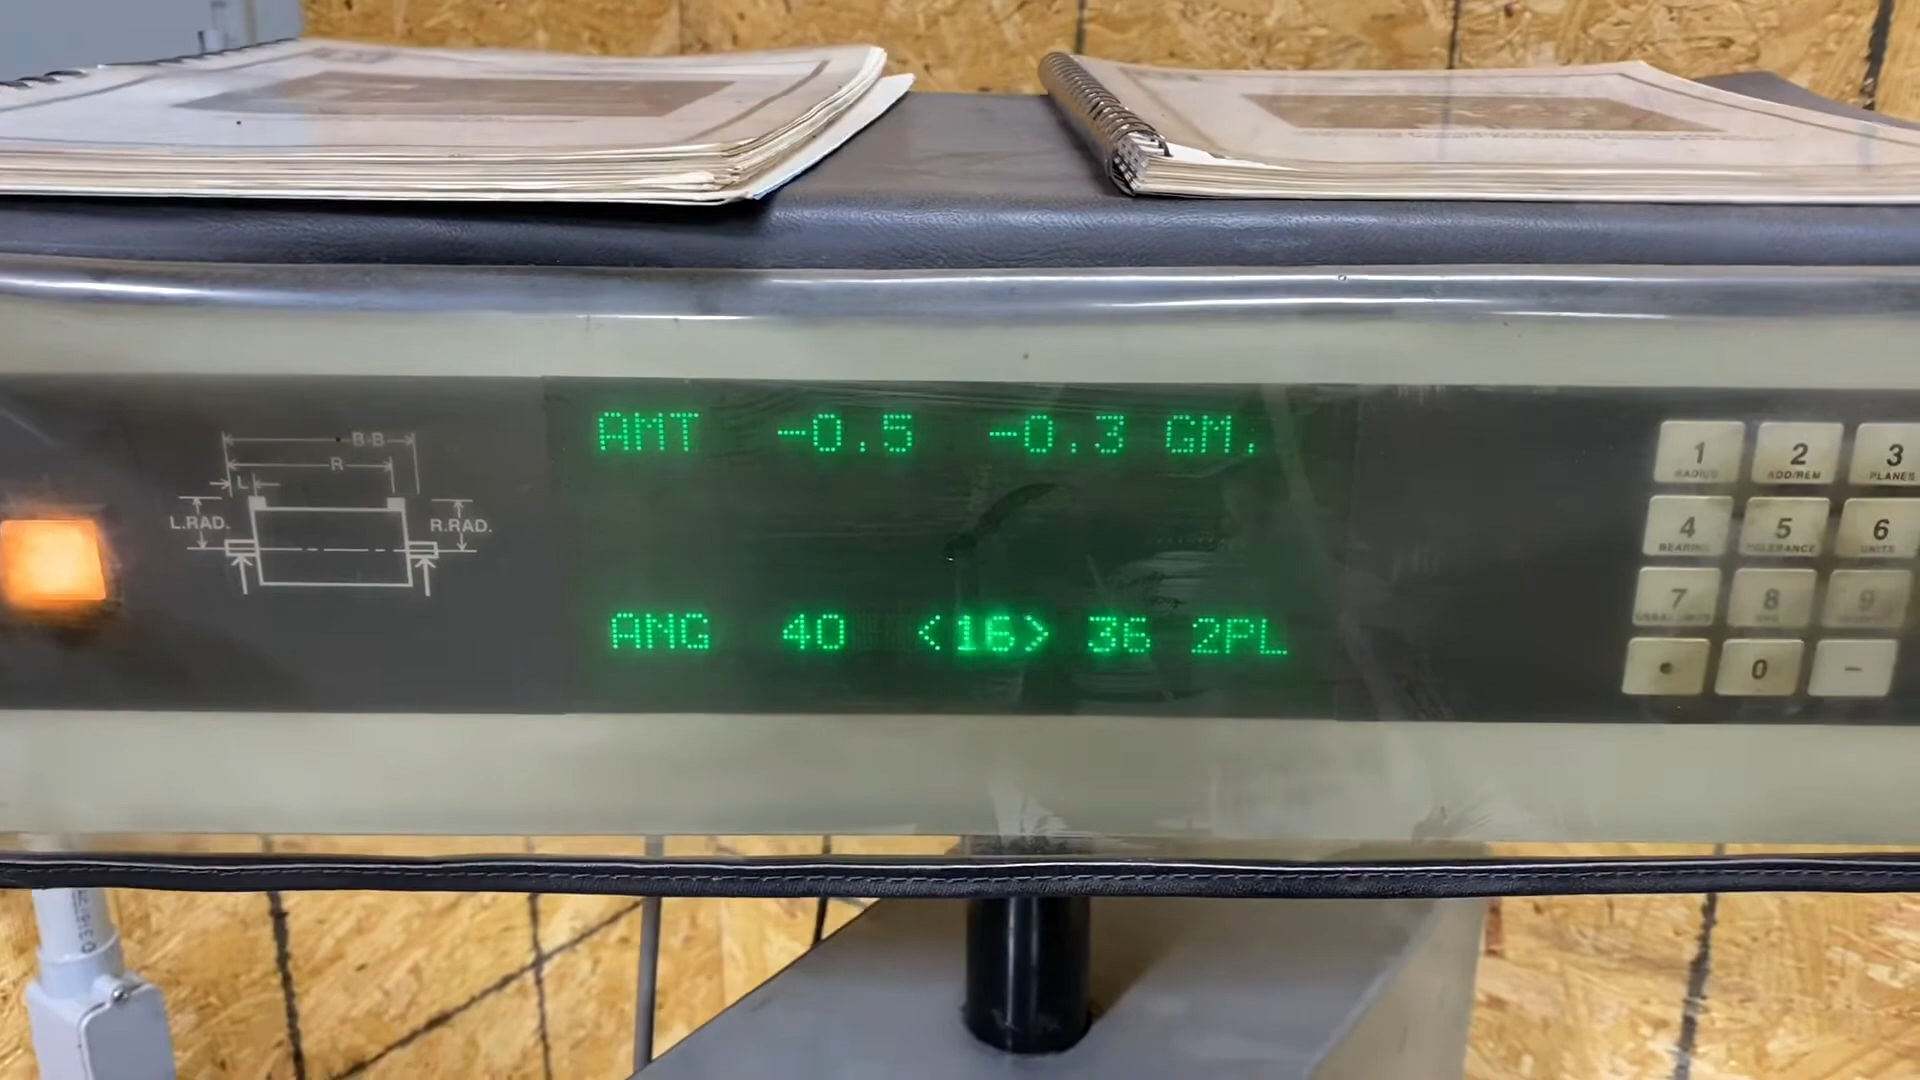 AMT -0.5 -0.3 GM.
ANG 40 <16> 36 2PL
B-B
R
L
L.RAD. R.RAD.
1 2 3
RADIUS ADD/REM PLANES
4 5 6
BEARING TOLERANCE UNITS
7 8 9
0 -